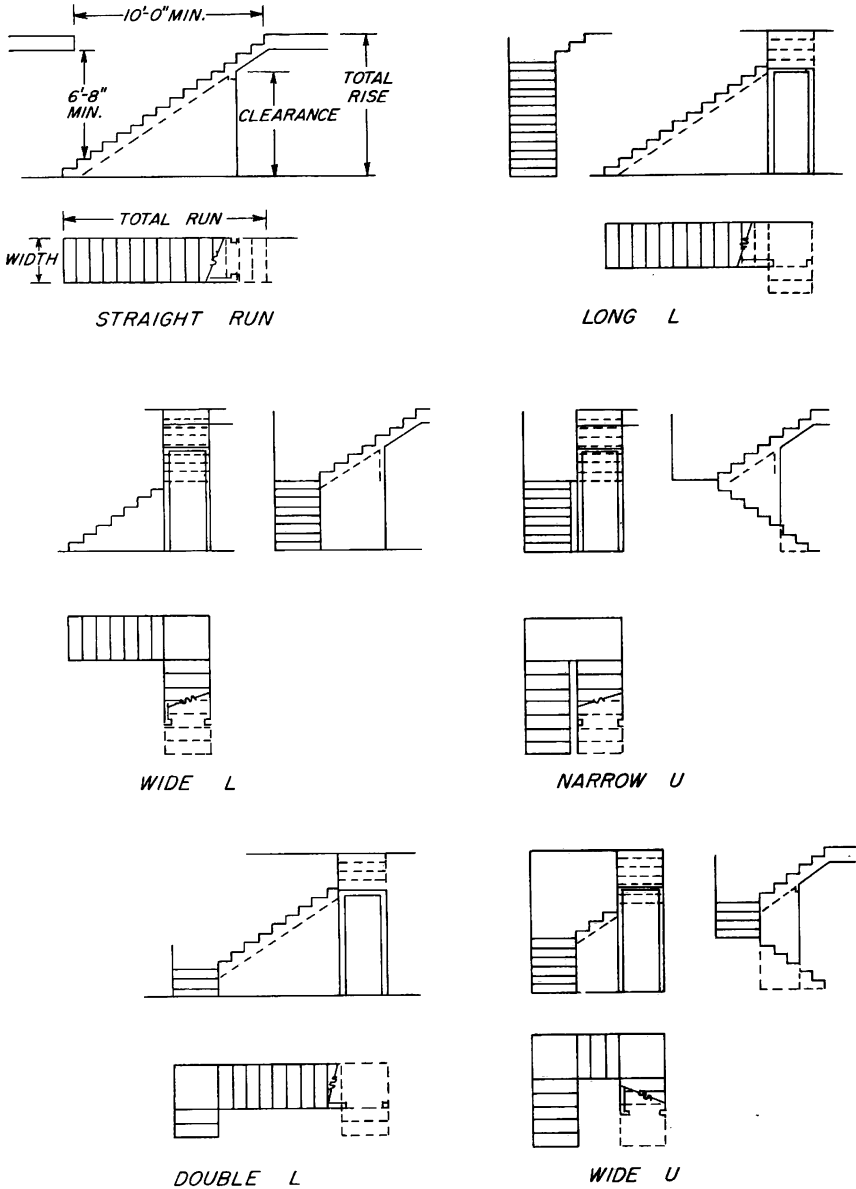 10'-0" MIN.
6'-8"
MIN.
CLEARANCE
TOTAL
RISE
TOTAL RUN
WIDTH
STRAIGHT RUN
LONG L
WIDE L
NARROW U
DOUBLE L
WIDE U